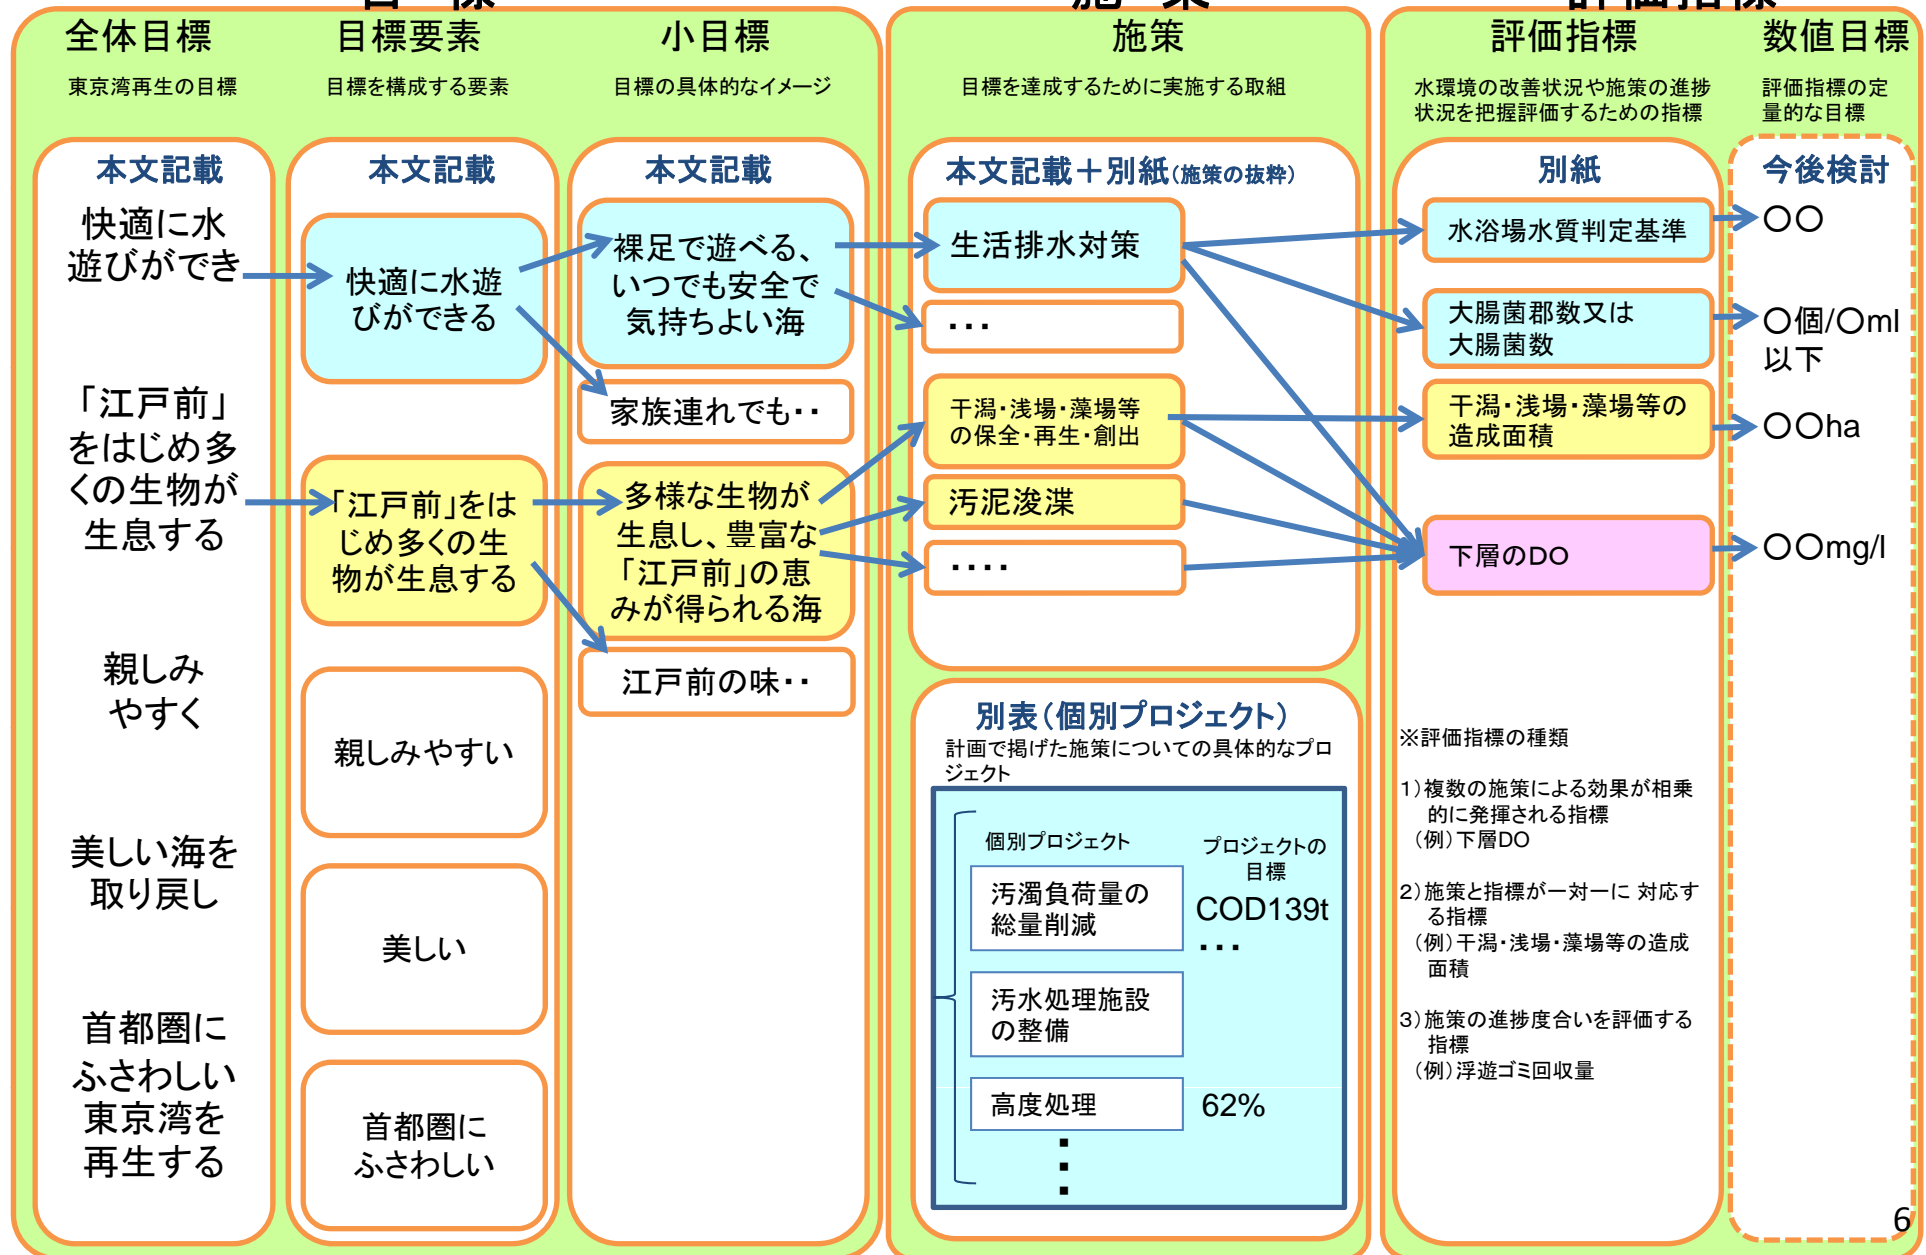 目　標
施　策
評価指標
全体目標
東京湾再生の目標
本文記載
快適に水
遊びができ
「江戸前」
をはじめ多
くの生物が
生息する
親しみ
やすく
美しい海を
取り戻し
首都圏に
ふさわしい
東京湾を
再生する
目標要素
目標を構成する要素
本文記載
快適に水遊
びができる
「江戸前」をは
じめ多くの生
物が生息する
親しみやすい
美しい
首都圏に
ふさわしい
小目標
目標の具体的なイメージ
本文記載
裸足で遊べる、
いつでも安全で
気持ちよい海
家族連れでも・・
多様な生物が
生息し、豊富な
「江戸前」の恵
みが得られる海
江戸前の味・・
施策
目標を達成するために実施する取組
本文記載＋別紙(施策の抜粋)
生活排水対策
・・・
干潟・浅場・藻場等
の保全・再生・創出
汚泥浚渫
・・・・
別表（個別プロジェクト）
計画で掲げた施策についての具体的なプロ
ジェクト
個別プロジェクト
プロジェクトの
目標
汚濁負荷量の
総量削減
COD139t
・・・
汚水処理施設
の整備
高度処理
62%
・
・
・
評価指標
水環境の改善状況や施策の進捗
状況を把握評価するための指標
別紙
水浴場水質判定基準
大腸菌郡数又は
大腸菌数
干潟・浅場・藻場等の
造成面積
下層のDO
※評価指標の種類
１）複数の施策による効果が相乗
的に発揮される指標
（例）下層DO
２）施策と指標が一対一に 対応す
る指標
（例）干潟・浅場・藻場等の造成
面積
３）施策の進捗度合いを評価する
指標
（例）浮遊ゴミ回収量
数値目標
評価指標の定
量的な目標
今後検討
〇〇
〇個/〇ml
以下
〇〇ha
〇〇mg/l
6